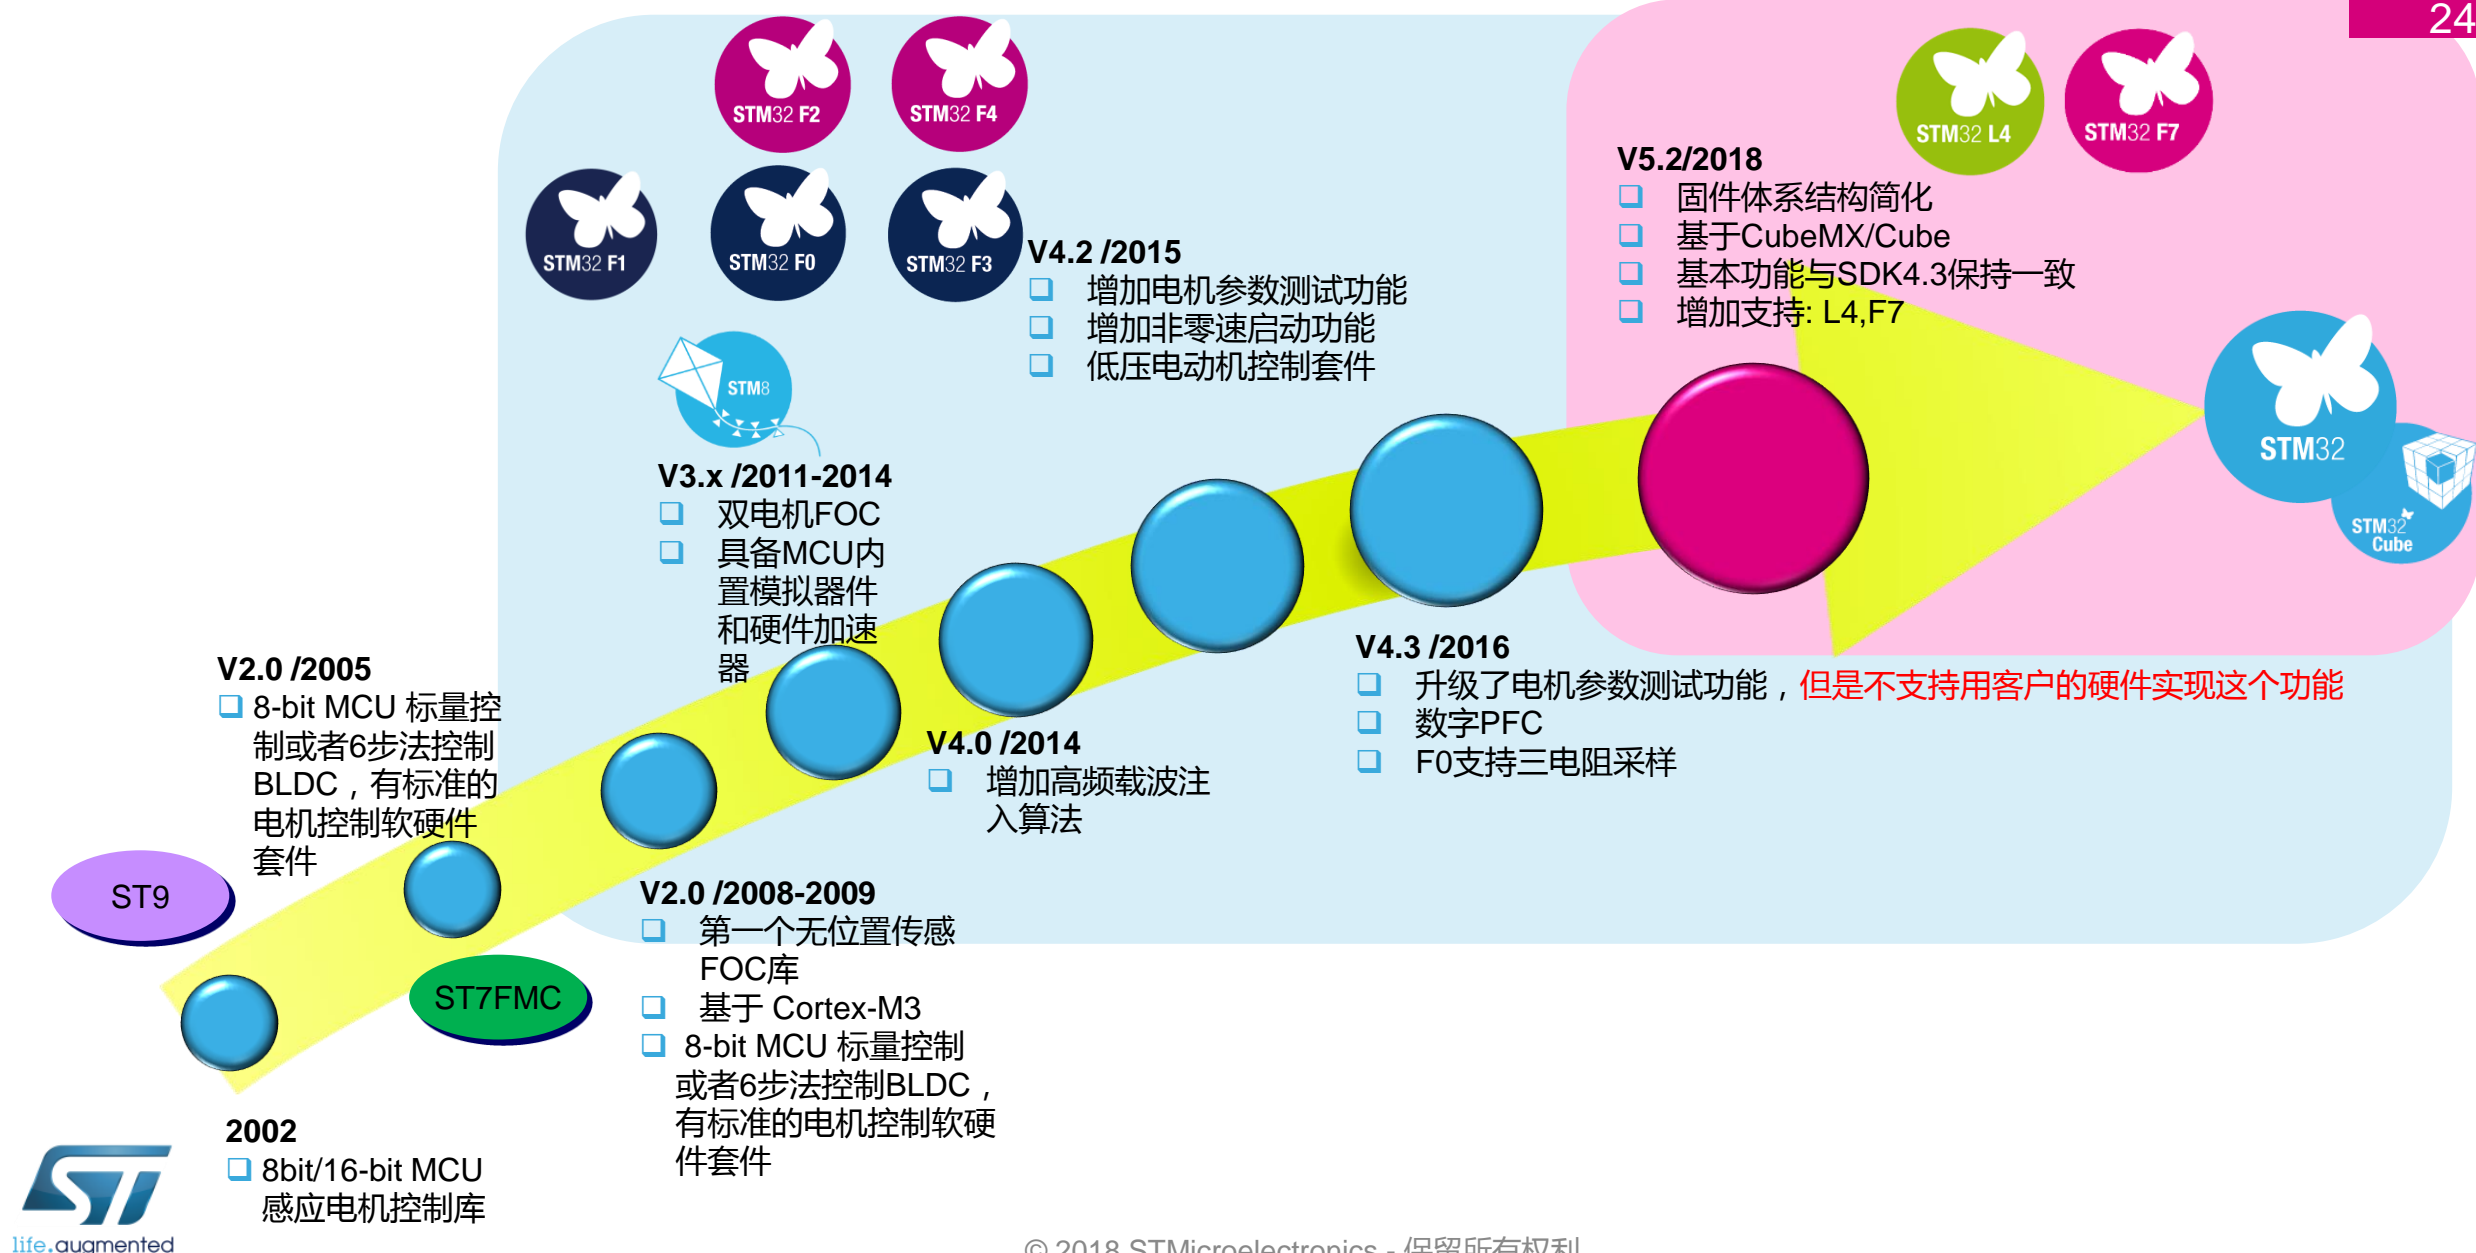 24
STM32 F2
STM32 F4
STM32 L4
STM32 F7
STM32 F1
STM32 F0
STM32 F3
V5.2/2018
固件体系结构简化
基于CubeMX/Cube
基本功能与SDK4.3保持一致
增加支持: L4,F7
V4.2 /2015
增加电机参数测试功能
增加非零速启动功能
低压电动机控制套件
STM8
STM32
STM32
Cube
V3.x /2011-2014
双电机FOC
具备MCU内
置模拟器件
和硬件加速
器
V4.3 /2016
升级了电机参数测试功能，但是不支持用客户的硬件实现这个功能
数字PFC
F0支持三电阻采样
V2.0 /2005
8-bit MCU 标量控
制或者6步法控制
BLDC，有标准的
电机控制软硬件
套件
V4.0 /2014
增加高频载波注
入算法
ST9
ST7FMC
V2.0 /2008-2009
第一个无位置传感
FOC库
基于 Cortex-M3
8-bit MCU 标量控制
或者6步法控制BLDC，
有标准的电机控制软硬
件套件
2002
8bit/16-bit MCU
感应电机控制库
ST
life.augmented
© 2018 STMicroelectronics - 保留所有权利